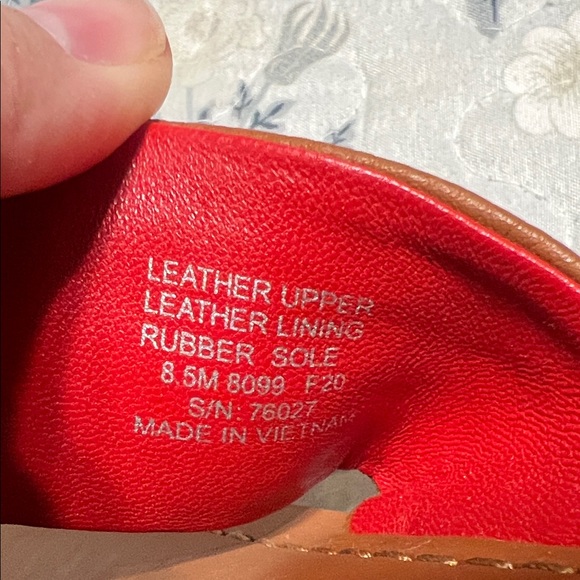 LEATHER UPPER
LEATHER LINING
RUBBER SOLE
8.5M 8099 F20
S/N: 76027
MADE IN VIETNAM